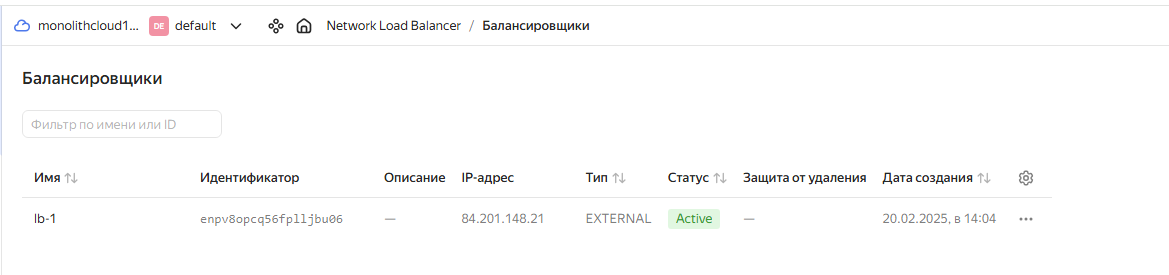 monolithcloud1... DE default Network Load Balancer / Балансировщики
Балансировщики
Фильтр по имени или ID
Имя Идентификатор Описание IP-адрес Тип Статус Защита от удаления Дата создания
lb-1 enpv8opcq56fplljbu06 — 84.201.148.21 EXTERNAL Active — 20.02.2025, в 14:04